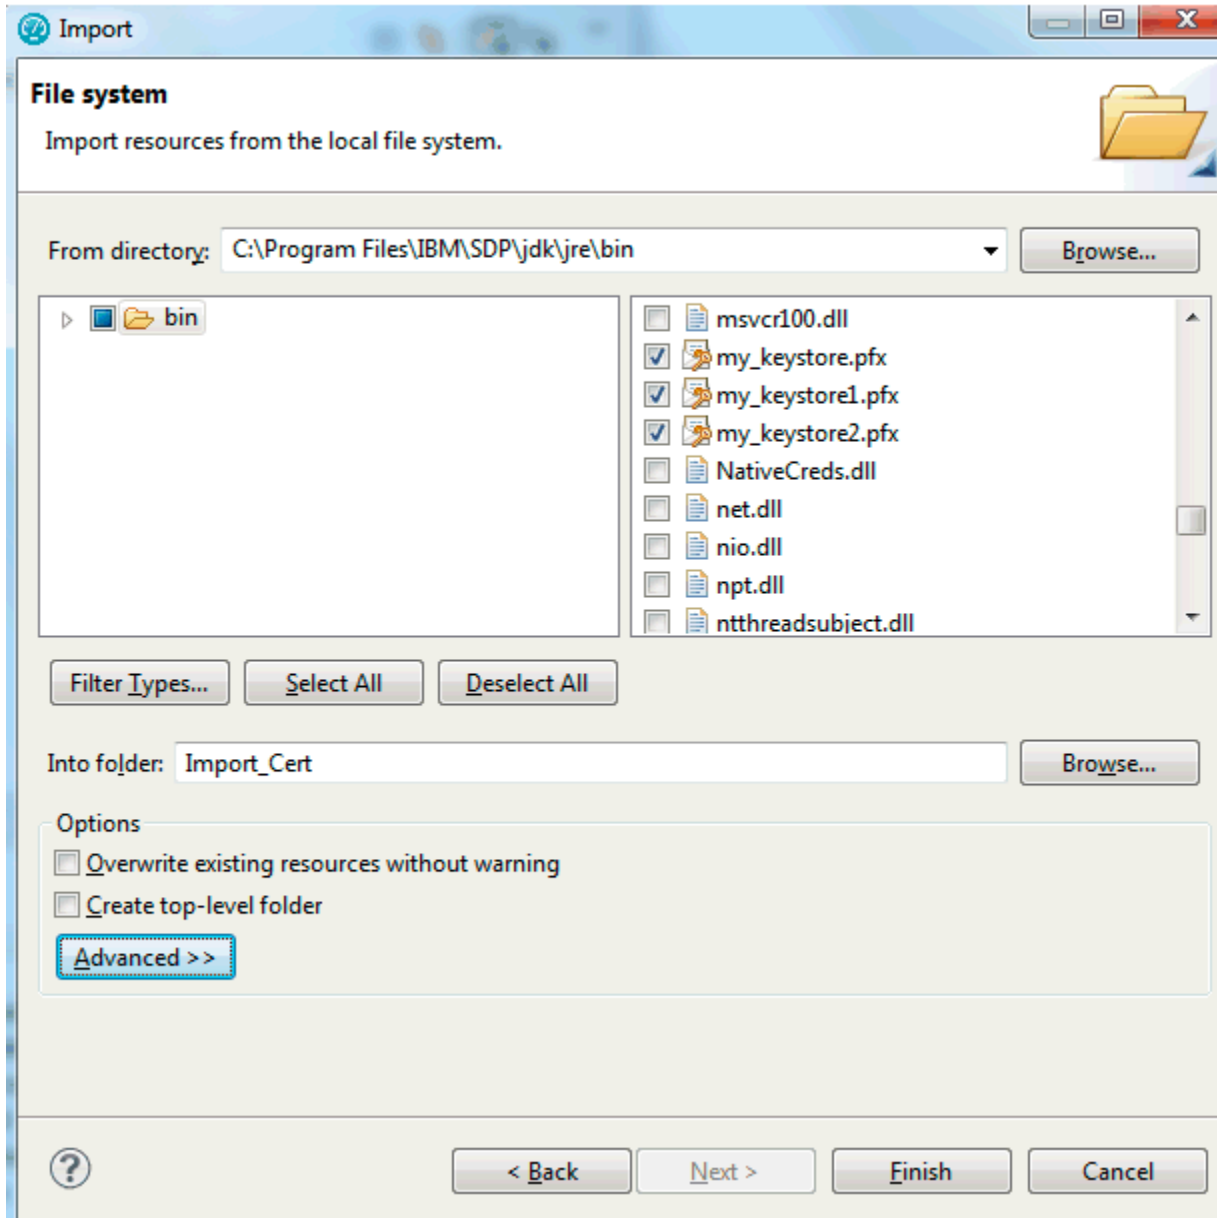 Import
File system
Import resources from the local file system.
From directory: C:\Program Files\IBM\SDP\jdk\jre\bin Browse...
bin
msvcr100.dll
my_keystore.pfx
my_keystore1.pfx
my_keystore2.pfx
NativeCreds.dll
net.dll
nio.dll
npt.dll
ntthreadsubject.dll
Filter Types... Select All Deselect All
Into folder: Import_Cert Browse...
Options
Overwrite existing resources without warning
Create top-level folder
Advanced >>
? < Back Next > Finish Cancel